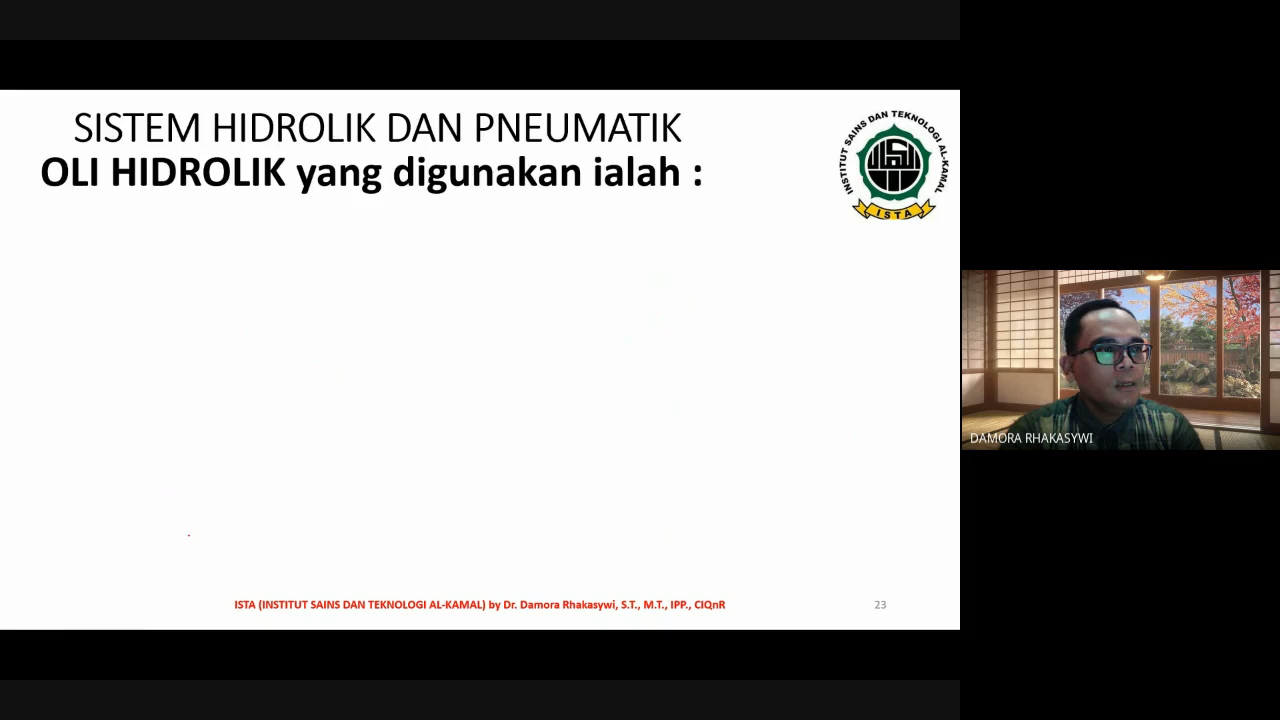 SISTEM HIDROLIK DAN PNEUMATIK
OLI HIDROLIK yang digunakan ialah :
INSTITUT SAINS DAN TEKNOLOGI AL-KAMAL
ISTA
DAMORA RHAKASYWI
ISTA (INSTITUT SAINS DAN TEKNOLOGI AL-KAMAL) by Dr. Damora Rhakasywi, S.T., M.T., IPP., CIQnR
23